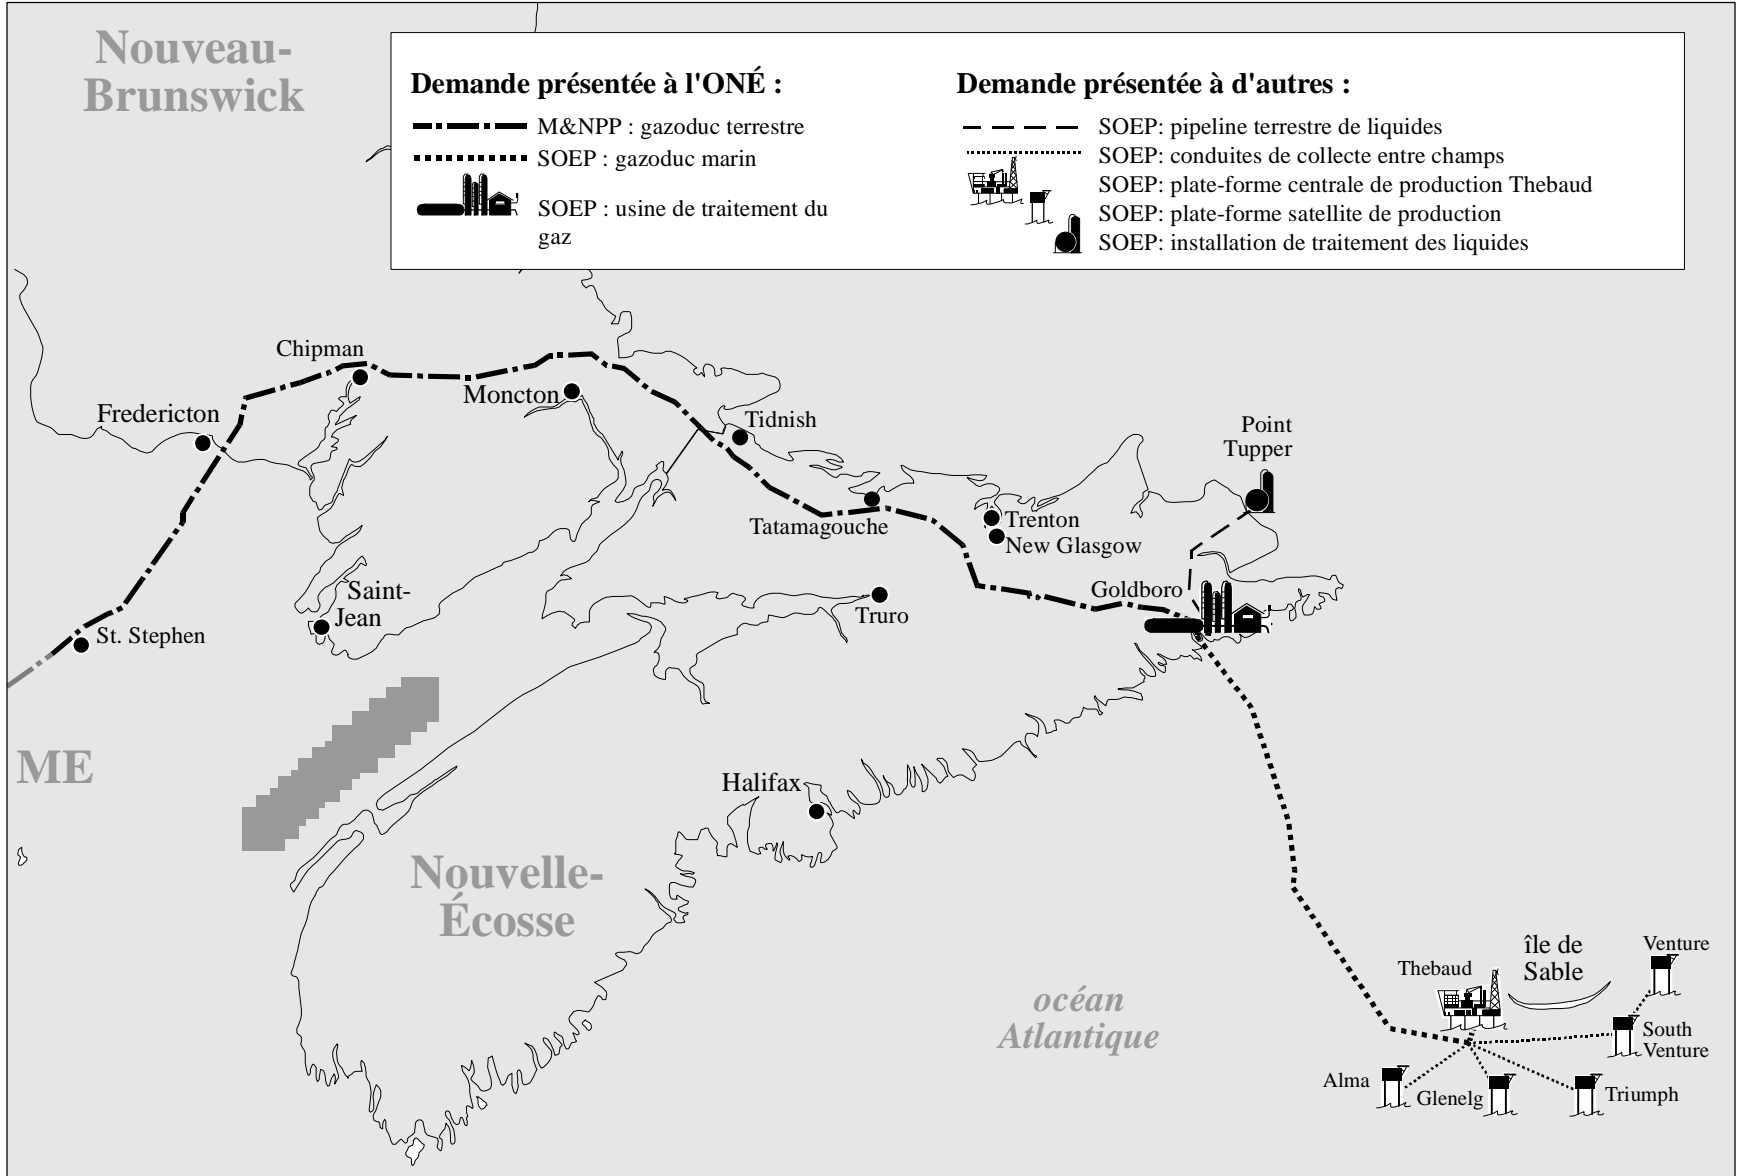 Nouveau-
Brunswick
Demande présentée à l'ONÉ :
M&NPP : gazoduc terrestre
SOEP : gazoduc marin
SOEP : usine de traitement du
gaz
Demande présentée à d'autres :
SOEP: pipeline terrestre de liquides
SOEP: conduites de collecte entre champs
SOEP: plate-forme centrale de production Thebaud
SOEP: plate-forme satellite de production
SOEP: installation de traitement des liquides
Chipman
Moncton
Fredericton
Tidnish
Point
Tupper
Tatamagouche
Trenton
New Glasgow
Goldboro
Saint-
Jean
Truro
St. Stephen
ME
Halifax
Nouvelle-
Écosse
océan
Atlantique
île de
Sable
Venture
Thebaud
South
Venture
Alma
Glenelg
Triumph